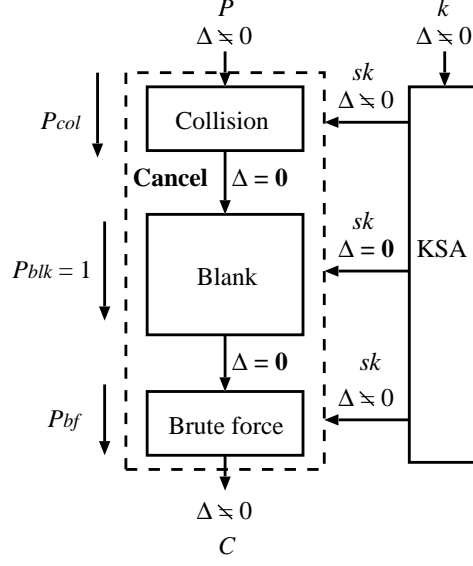 P
k
Δ ≒ 0
Δ ≒ 0
sk
Δ ≒ 0
Collision
Pcol
Cancel
Δ = 0
sk
Δ = 0
KSA
Pblk = 1
Blank
Δ = 0
sk
Δ ≒ 0
Pbf
Brute force
Δ ≒ 0
C